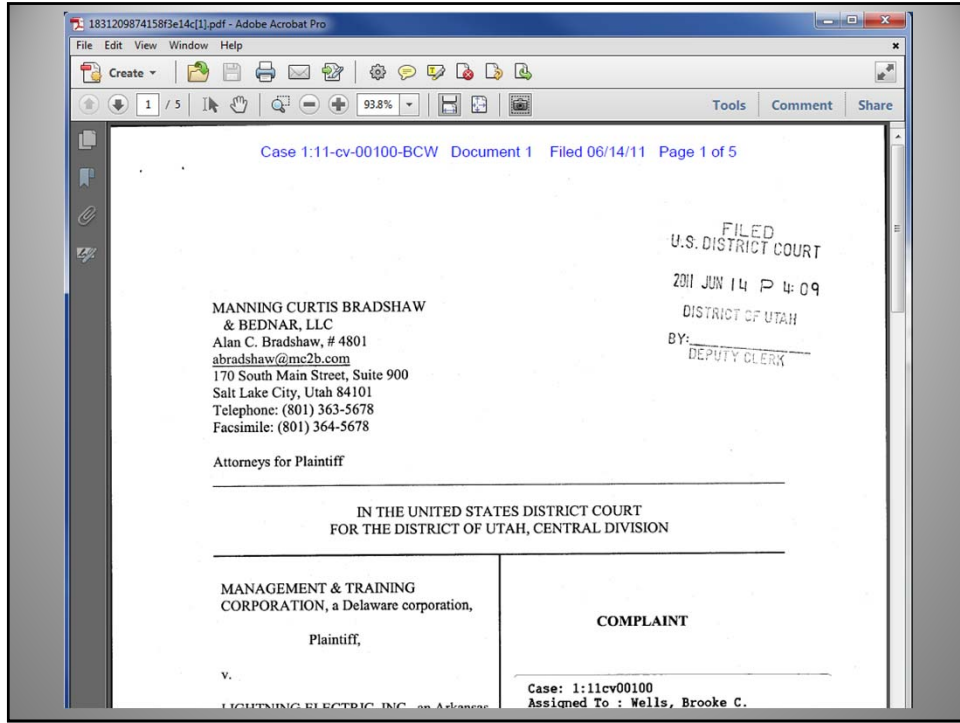 1831209874158f3e14c[1].pdf - Adobe Acrobat Pro
File Edit View Window Help
Create
1 / 5 93.8% Tools Comment Share
Case 1:11-cv-00100-BCW Document 1 Filed 06/14/11 Page 1 of 5
FILED
U.S. DISTRICT COURT
2011 JUN 14 P 4:09
DISTRICT OF UTAH
BY:
DEPUTY CLERK
MANNING CURTIS BRADSHAW
& BEDNAR, LLC
Alan C. Bradshaw, # 4801
abradshaw@mc2b.com
170 South Main Street, Suite 900
Salt Lake City, Utah 84101
Telephone: (801) 363-5678
Facsimile: (801) 364-5678
Attorneys for Plaintiff
IN THE UNITED STATES DISTRICT COURT
FOR THE DISTRICT OF UTAH, CENTRAL DIVISION
MANAGEMENT & TRAINING
CORPORATION, a Delaware corporation,
Plaintiff,
v.
LIGHTNING ELECTRIC, INC., an Arkansas
COMPLAINT
Case: 1:11cv00100
Assigned To : Wells, Brooke C.